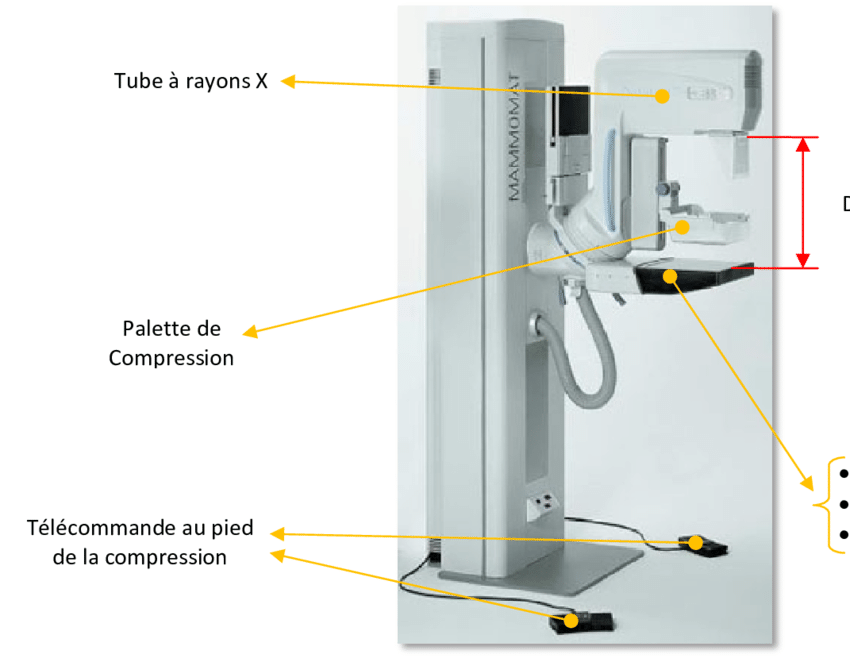 Tube à rayons X
MAMMOMAT
D
Palette de
Compression
Télécommande au pied
de la compression
•
•
•